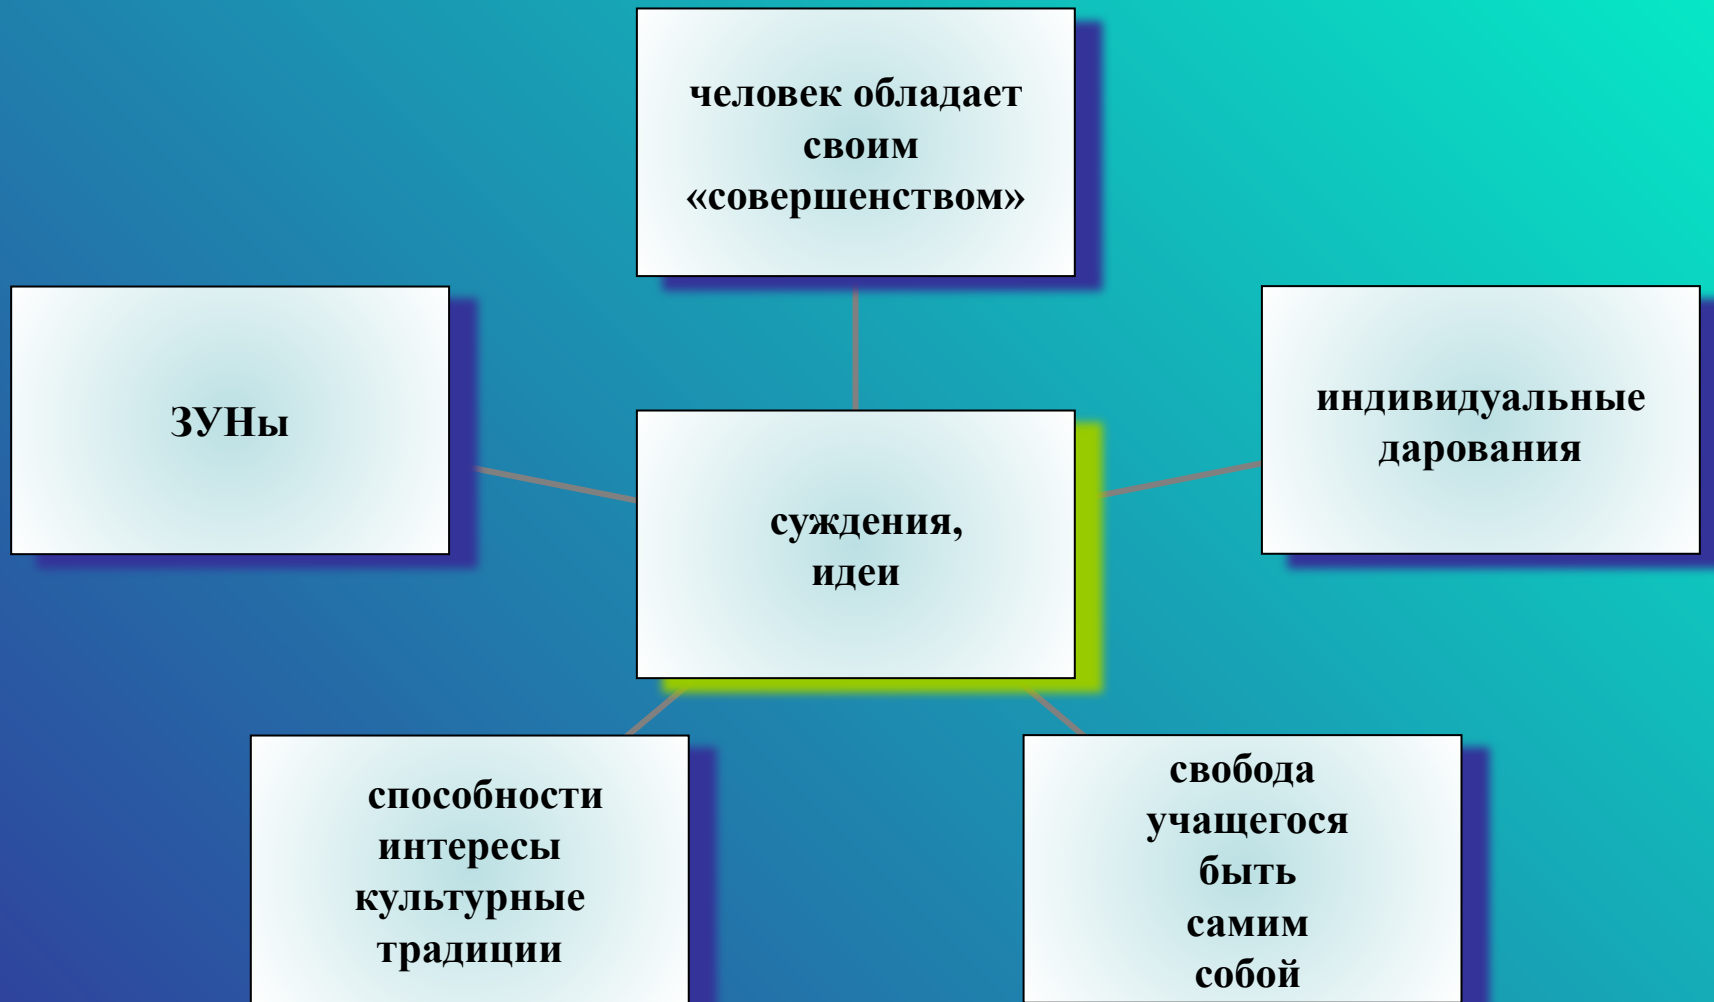 человек обладает
своим
«совершенством»
ЗУНы
индивидуальные
дарования
суждения,
идеи
способности
интересы
культурные
традиции
свобода
учащегося
быть
самим
собой